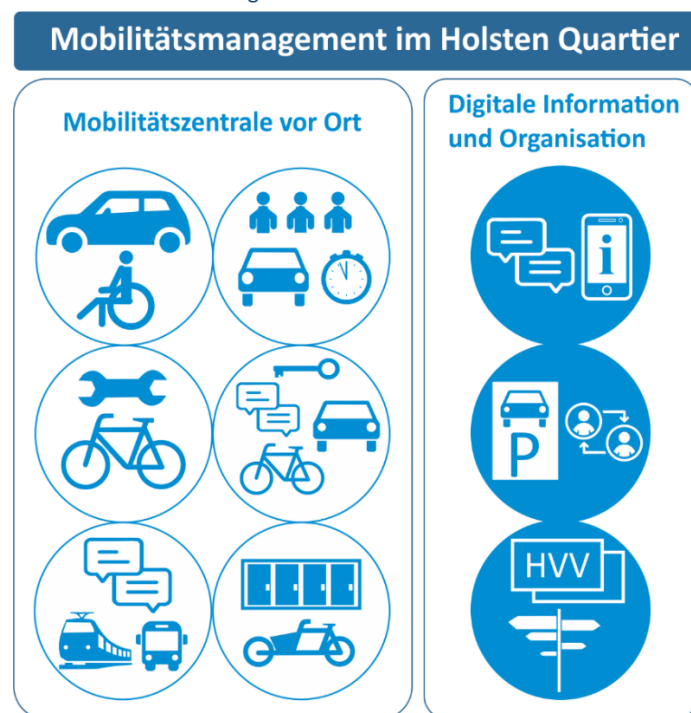 Mobilitätsmanagement im Holsten Quartier
Mobilitätszentrale vor Ort
Digitale Information
und Organisation
i
P
HVV